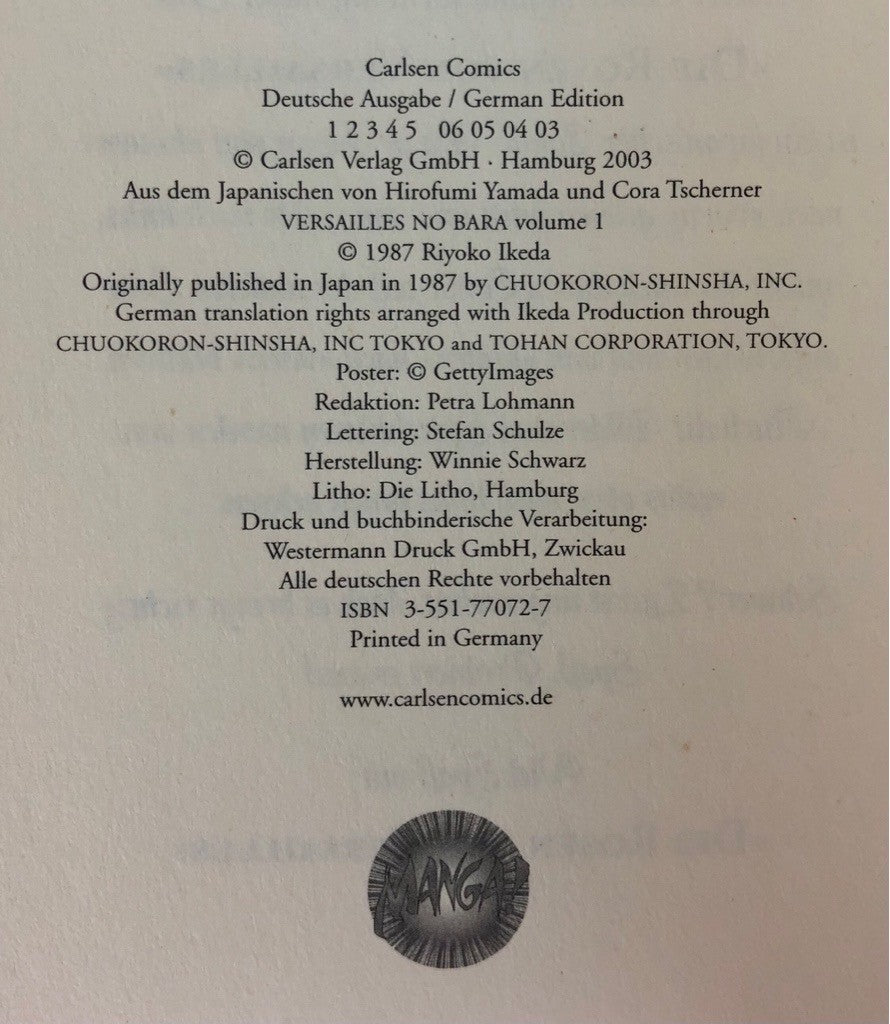 Carlsen Comics
Deutsche Ausgabe / German Edition
1 2 3 4 5 06 05 04 03
© Carlsen Verlag GmbH · Hamburg 2003
Aus dem Japanischen von Hirofumi Yamada und Cora Tscherner
VERSAILLES NO BARA volume 1
© 1987 Riyoko Ikeda
Originally published in Japan in 1987 by CHUOKORON-SHINSHA, INC.
German translation rights arranged with Ikeda Production through
CHUOKORON-SHINSHA, INC TOKYO and TOHAN CORPORATION, TOKYO.
Poster: © GettyImages
Redaktion: Petra Lohmann
Lettering: Stefan Schulze
Herstellung: Winnie Schwarz
Litho: Die Litho, Hamburg
Druck und buchbinderische Verarbeitung:
Westermann Druck GmbH, Zwickau
Alle deutschen Rechte vorbehalten
ISBN 3-551-77072-7
Printed in Germany
www.carlsencomics.de
MANGA